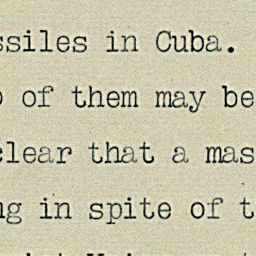 ssiles in Cuba.
of them may be
clear that a mas
ng in spite of t